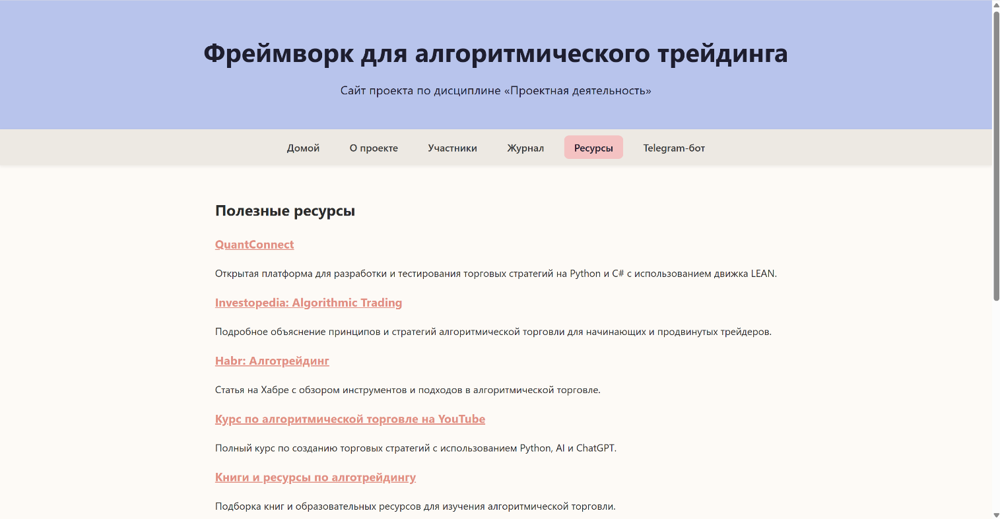 Фреймворк для алгоритмического трейдинга
Сайт проекта по дисциплине «Проектная деятельность»
Домой О проекте Участники Журнал Ресурсы Telegram-бот
Полезные ресурсы
QuantConnect
Открытая платформа для разработки и тестирования торговых стратегий на Python и C# с использованием движка LEAN.
Investopedia: Algorithmic Trading
Подробное объяснение принципов и стратегий алгоритмической торговли для начинающих и продвинутых трейдеров.
Habr: Алготрейдинг
Статья на Хабре с обзором инструментов и подходов в алгоритмической торговле.
Курс по алгоритмической торговле на YouTube
Полный курс по созданию торговых стратегий с использованием Python, AI и ChatGPT.
Книги и ресурсы по алготрейдингу
Подборка книг и образовательных ресурсов для изучения алгоритмической торговли.